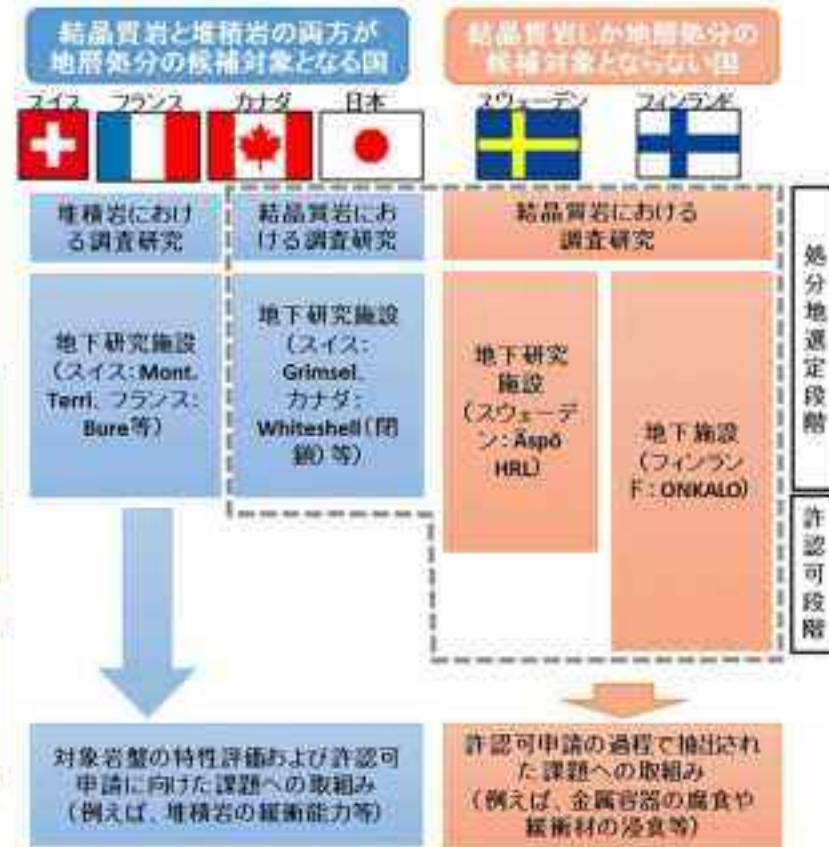 結晶質岩と堆積岩の両方が
地層処分の候補対象となる国
結晶質岩しか地層処分の
候補対象とならない国
スイス フランス カナダ 日本 スウェーデン フィンランド
堆積岩におけ
る調査研究
結晶質岩にお
ける調査研究
結晶質岩における
調査研究
地下研究施設
(スイス:Mont.
Terri、フランス:
Bure等)
地下研究施設
(スイス:
Grimsel、
カナダ:
Whiteshell(閉
鎖)等)
地下研究
施設
(スウェーデ
ン:Äspö
HRL)
地下施設
(フィンラン
ド:ONKALO)
処分地選定段階
許認可段階
対象岩盤の特性評価および許認可
申請に向けた課題への取組み
(例えば、堆積岩の緩衝能力等)
許認可申請の過程で抽出され
た課題への取組み
(例えば、金属容器の腐食や
緩衝材の浸食等)